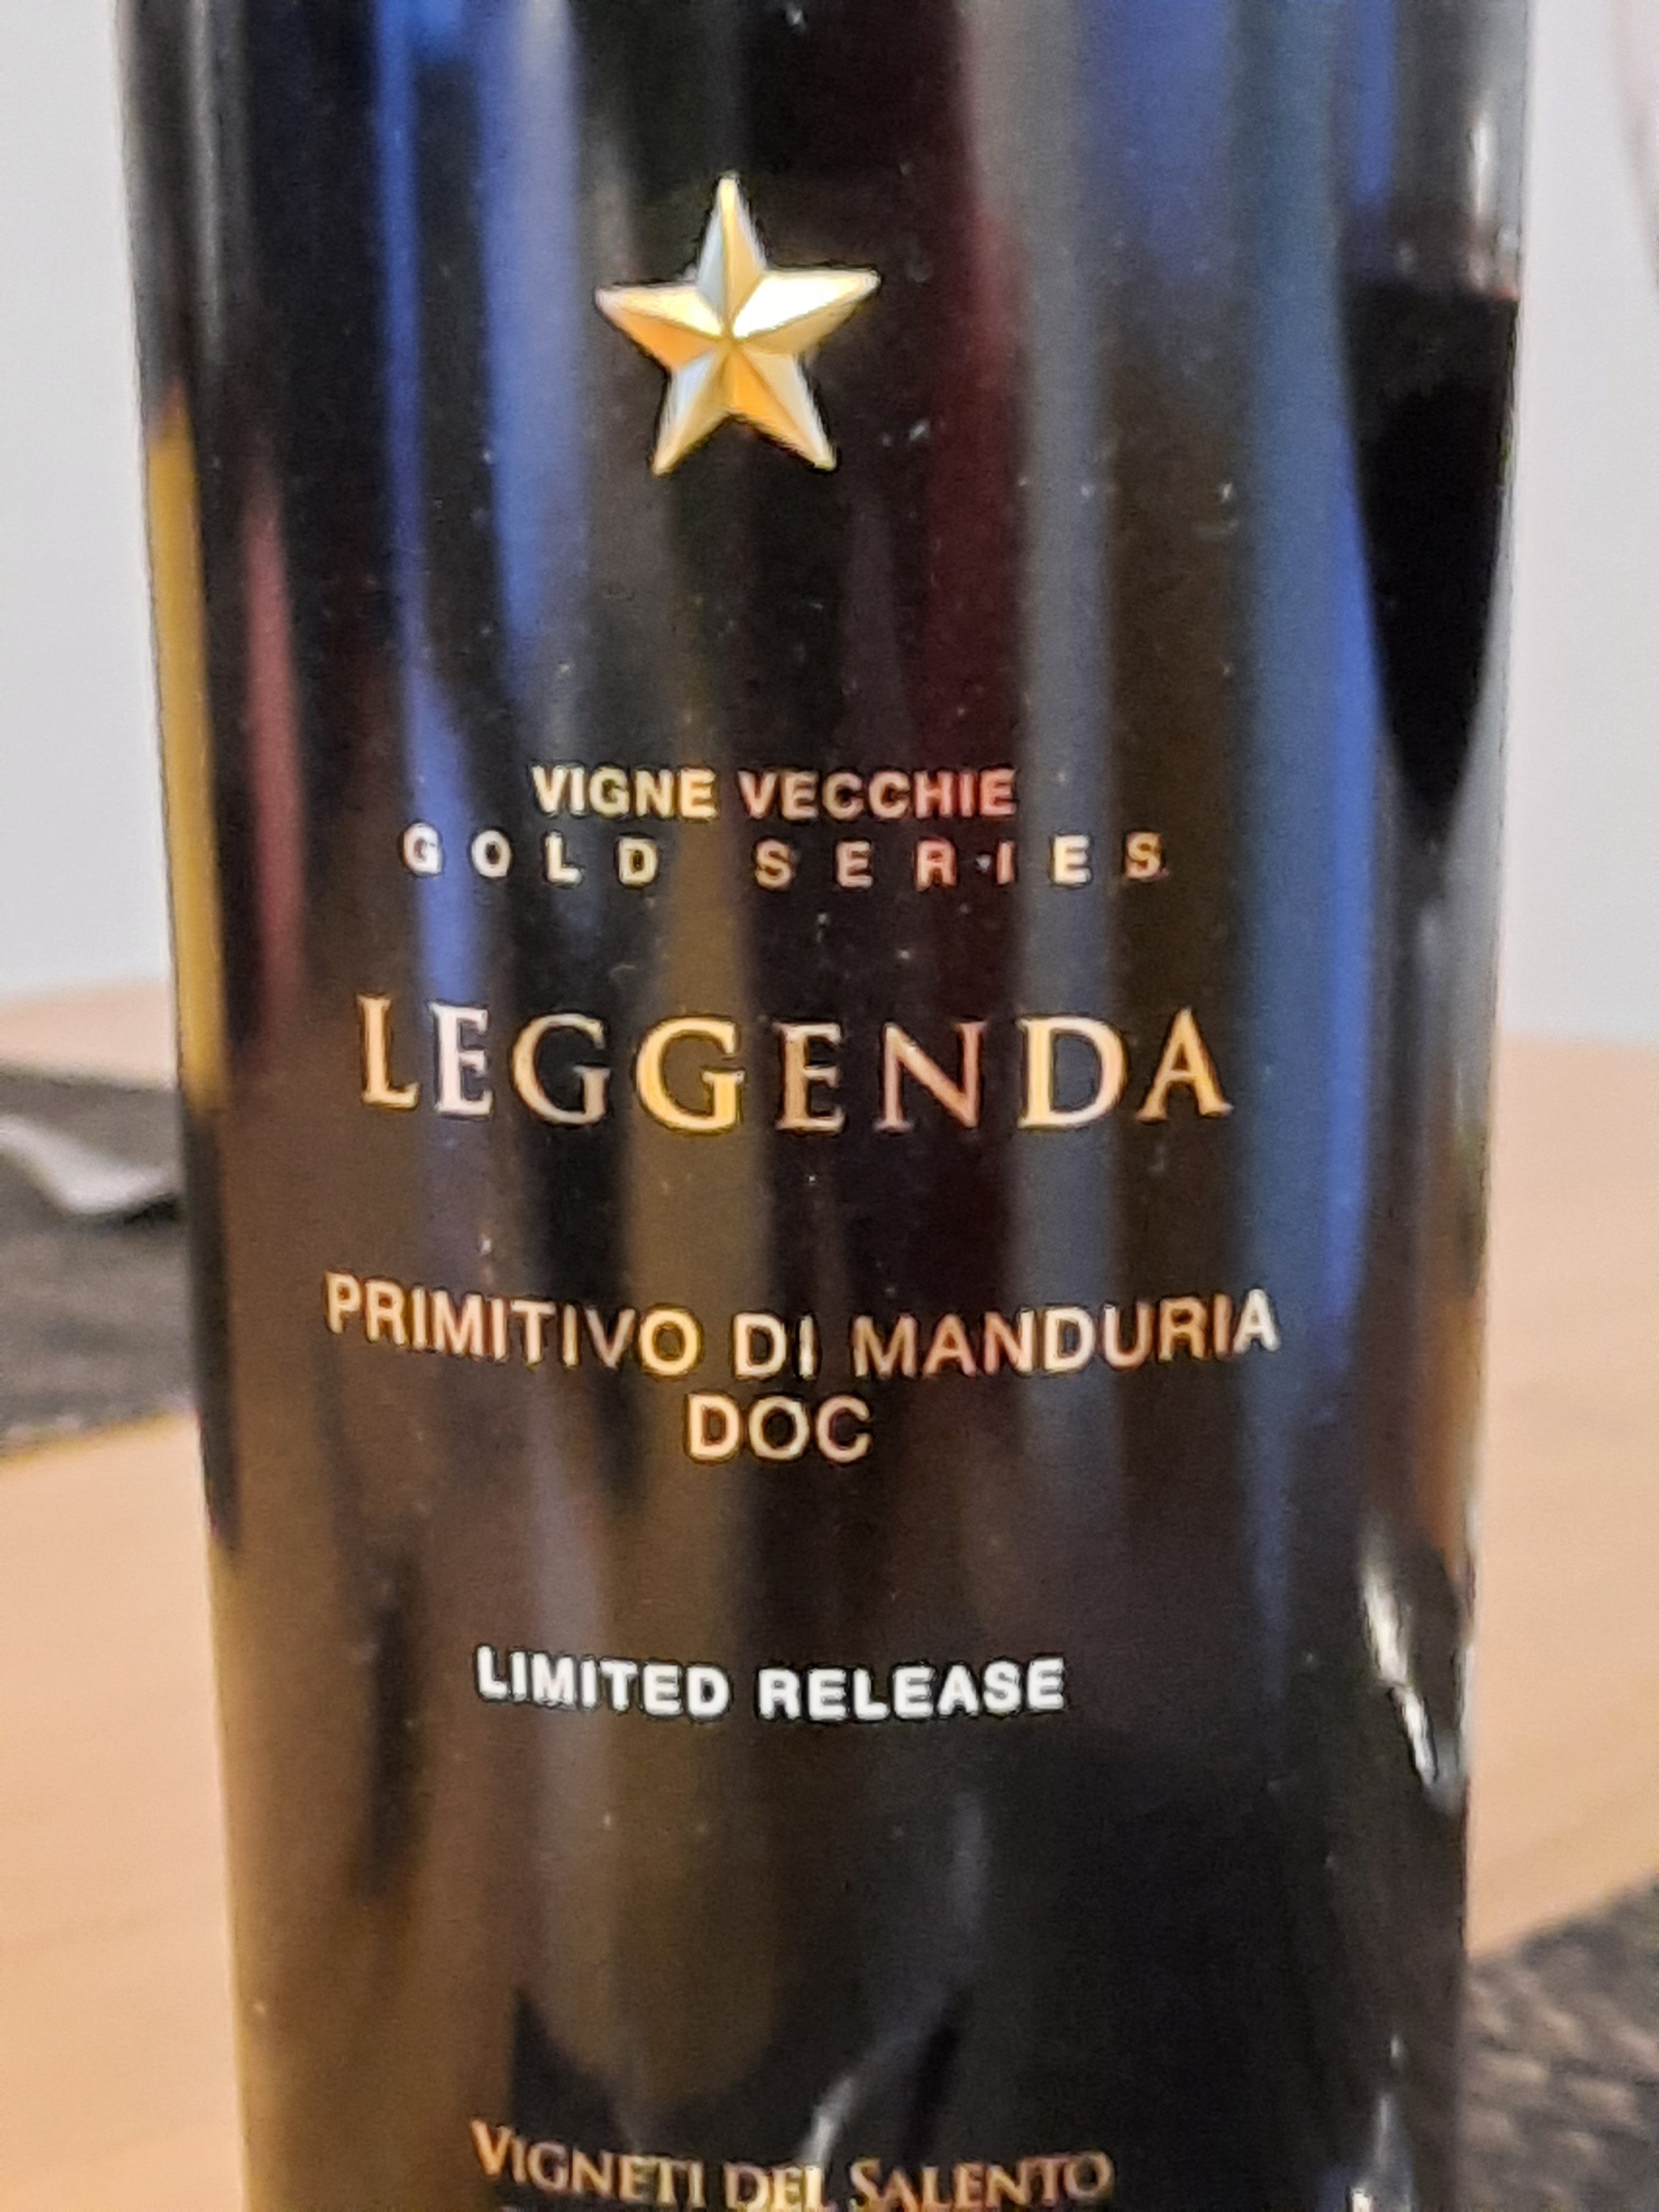 VIGNE VECCHIE
GOLD SERIES
LEGGENDA
PRIMITIVO DI MANDURIA
DOC
LIMITED RELEASE
VIGNETI DEL SALENTO